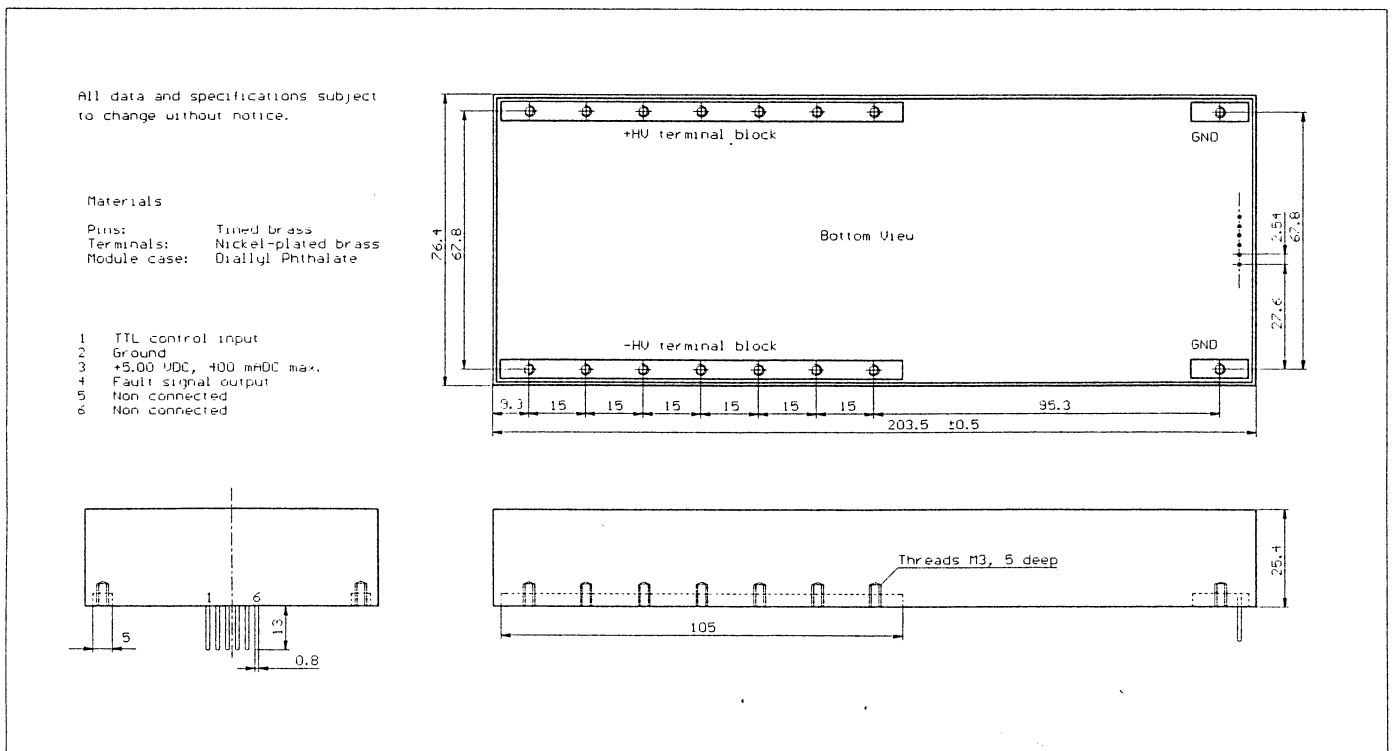 All data and specifications subject
to change without notice.
Materials
Pins: Tined brass
Terminals: Nickel-plated brass
Module case: Diallyl Phthalate
1 TTL control input
2 Ground
3 +5.00 VDC, 400 mADC max.
4 Fault signal output
5 Non connected
6 Non connected
+HV terminal block
GND
Bottom View
76.4
67.8
2.54
67.8
27.6
-HV terminal block
GND
9.3 15 15 15 15 15 15 95.3
203.5 ±0.5
1 6
5
13
0.8
Threads M3, 5 deep
25.4
105